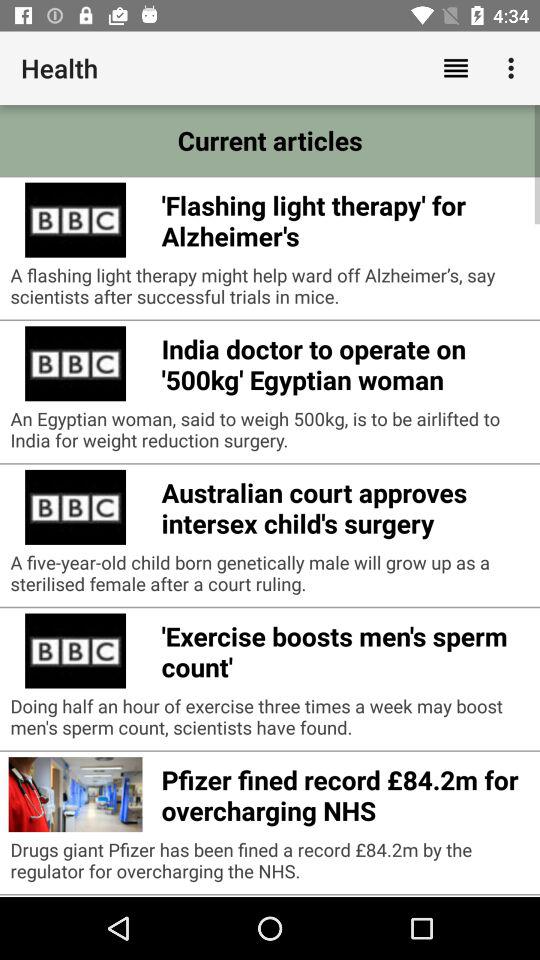 4:34
Health
Current articles
BBC
'Flashing light therapy' for
Alzheimer's
A flashing light therapy might help ward off Alzheimer’s, say
scientists after successful trials in mice.
BBC
India doctor to operate on
'500kg' Egyptian woman
An Egyptian woman, said to weigh 500kg, is to be airlifted to
India for weight reduction surgery.
BBC
Australian court approves
intersex child's surgery
A five-year-old child born genetically male will grow up as a
sterilised female after a court ruling.
BBC
'Exercise boosts men's sperm
count'
Doing half an hour of exercise three times a week may boost
men's sperm count, scientists have found.
Pfizer fined record £84.2m for
overcharging NHS
Drugs giant Pfizer has been fined a record £84.2m by the
regulator for overcharging the NHS.